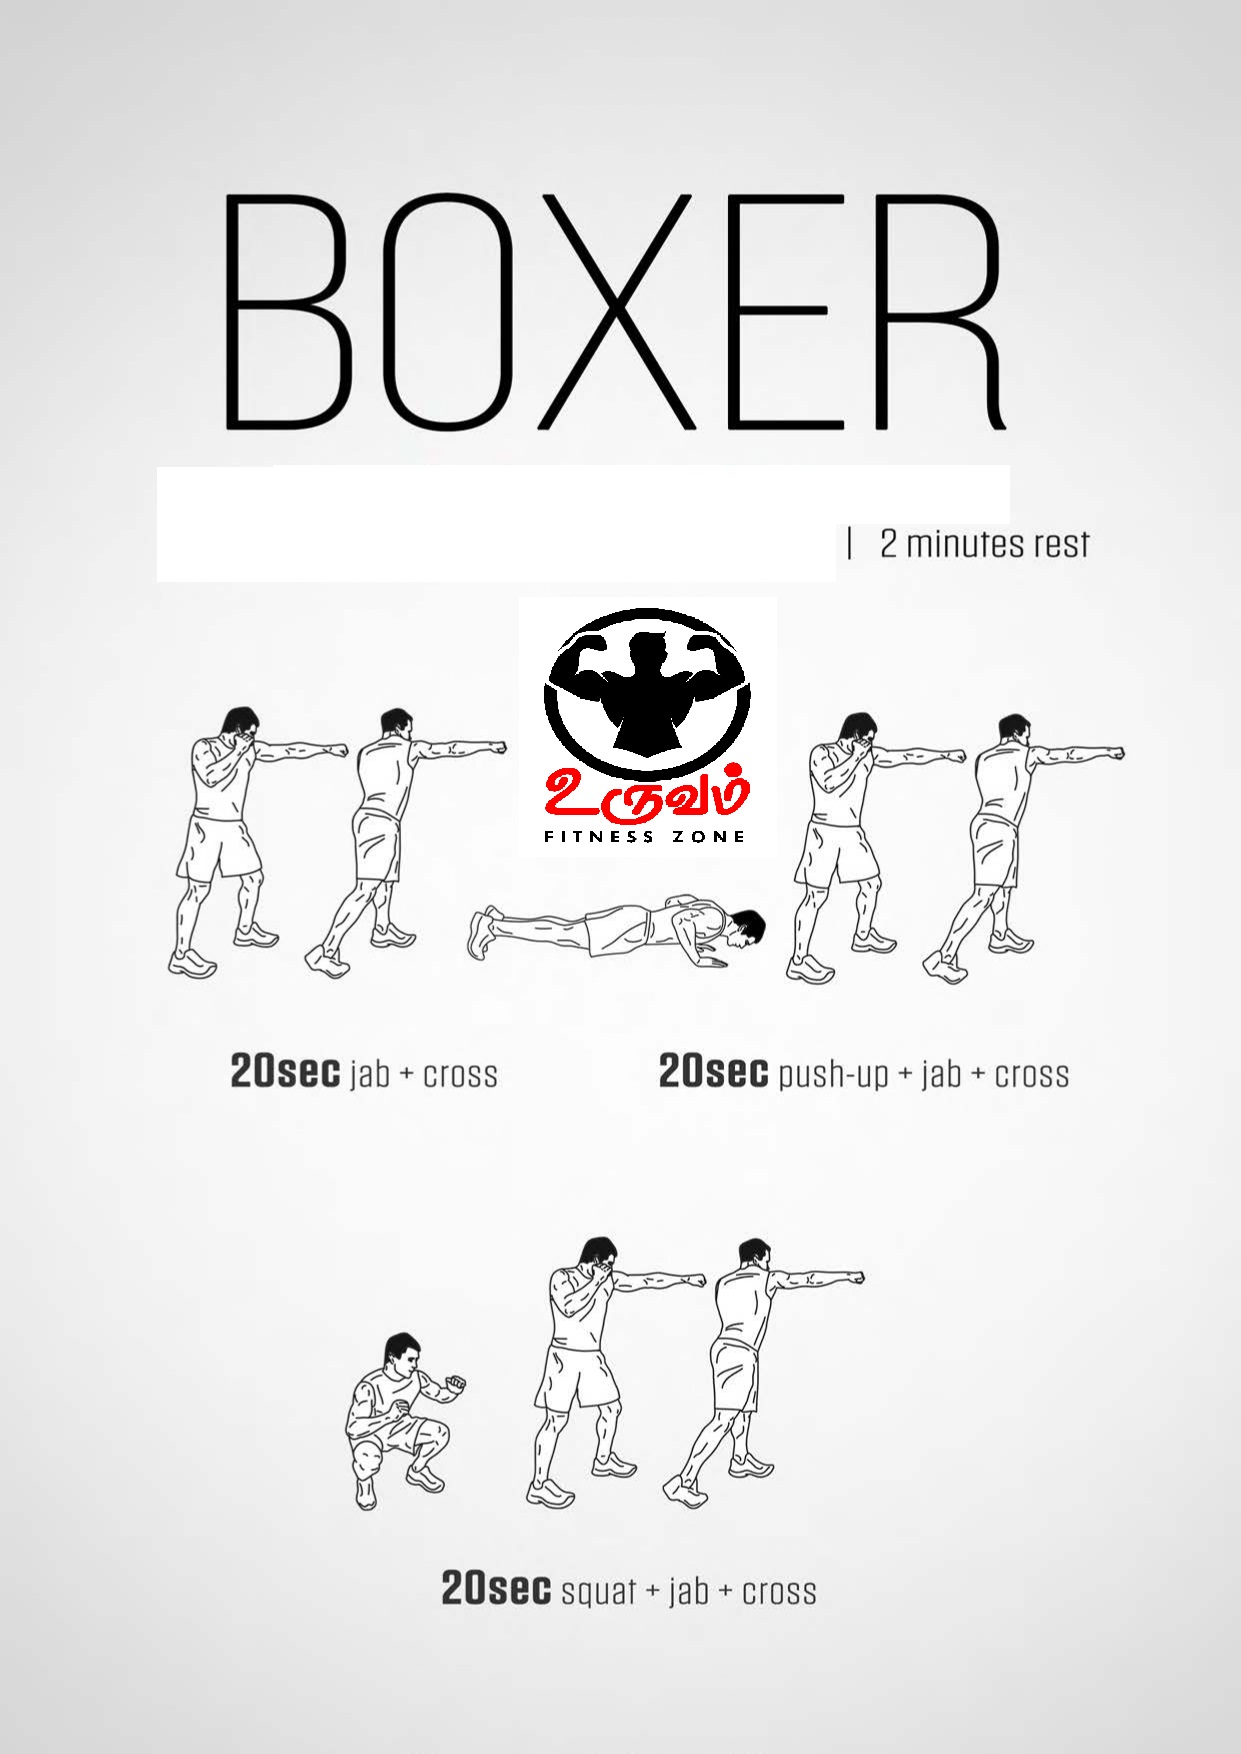 BOXER
| 2 minutes rest
உருவம்
FITNESS ZONE
20sec jab + cross
20sec push-up + jab + cross
20sec squat + jab + cross